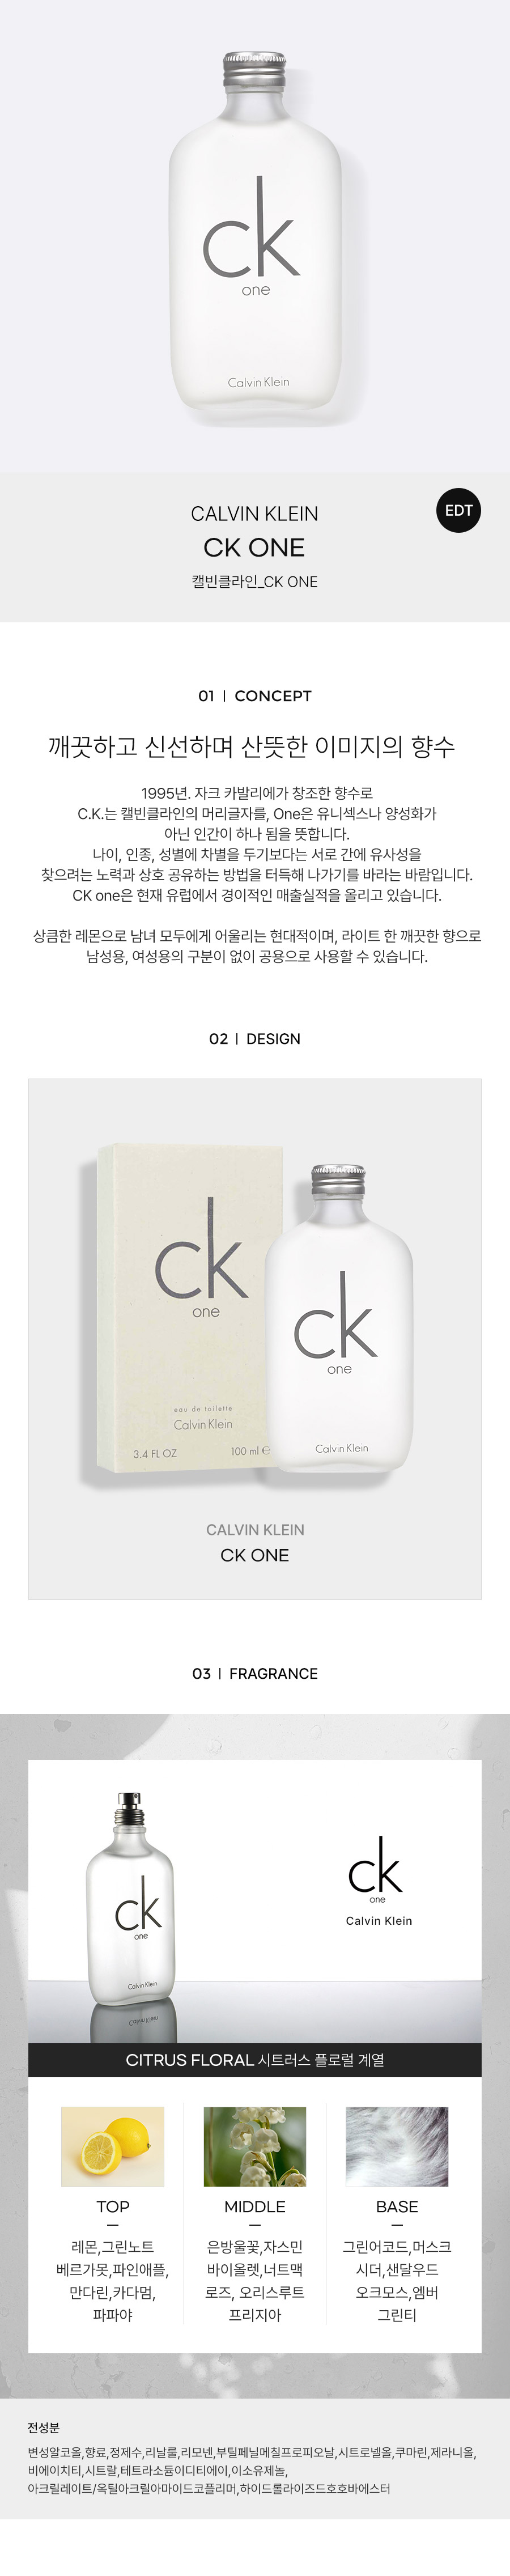 ck
one
Calvin Klein
EDT
CALVIN KLEIN
CK ONE
캘빈클라인_CK ONE
01 | CONCEPT
깨끗하고 신선하며 산뜻한 이미지의 향수
1995년. 자크 카발리에가 창조한 향수로
C.K.는 캘빈클라인의 머리글자를, One은 유니섹스나 양성화가
아닌 인간이 하나 됨을 뜻합니다.
나이, 인종, 성별에 차별을 두기보다는 서로 간에 유사성을
찾으려는 노력과 상호 공유하는 방법을 터득해 나가기를 바라는 바람입니다.
CK one은 현재 유럽에서 경이적인 매출실적을 올리고 있습니다.
상큼한 레몬으로 남녀 모두에게 어울리는 현대적이며, 라이트 한 깨끗한 향으로
남성용, 여성용의 구분이 없이 공용으로 사용할 수 있습니다.
02 | DESIGN
ck
one
eau de toilette
Calvin Klein
3.4 FL OZ 100 ml e
ck
one
Calvin Klein
CALVIN KLEIN
CK ONE
03 | FRAGRANCE
ck
one
Calvin Klein
ck
one
Calvin Klein
CITRUS FLORAL 시트러스 플로럴 계열
TOP
레몬,그린노트
베르가못,파인애플,
만다린,카다멈,
파파야
MIDDLE
은방울꽃,자스민
바이올렛,너트맥
로즈, 오리스루트
프리지아
BASE
그린어코드,머스크
시더,샌달우드
오크모스,엠버
그린티
전성분
변성알코올,향료,정제수,리날룰,리모넨,부틸페닐메칠프로피오날,시트로넬올,쿠마린,제라니올,
비에이치티,시트랄,테트라소듐이디티에이,이소유제놀,
아크릴레이트/옥틸아크릴아마이드코폴리머,하이드롤라이즈드호호바에스터